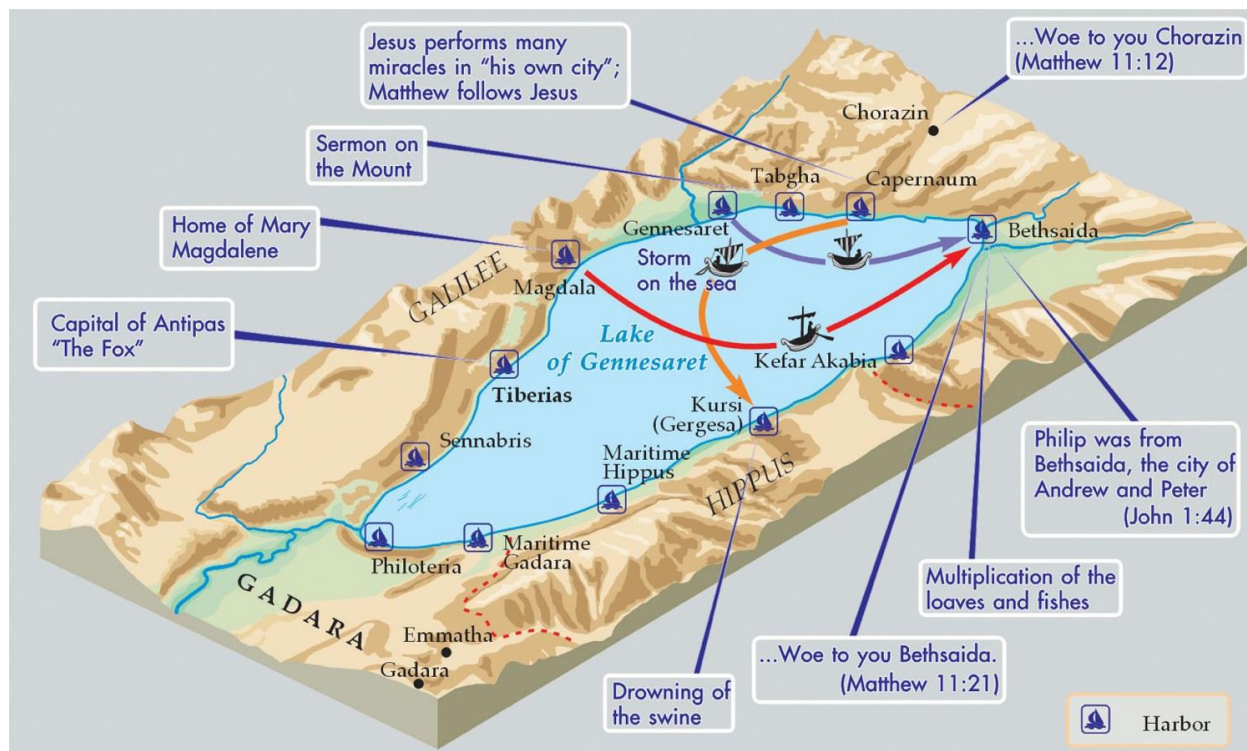 Jesus performs many
miracles in “his own city”;
Matthew follows Jesus
...Woe to you Chorazin
(Matthew 11:12)
Chorazin
Sermon on
the Mount
Tabgha
Capernaum
Home of Mary
Magdalene
Gennesaret
Bethsaida
Storm
on the sea
GALILEE
Magdala
Capital of Antipas
“The Fox”
Lake
of Gennesaret
Kefar Akabia
Tiberias
Kursi
(Gergesa)
Sennabris
Maritime
Hippus
HIPPUS
Philip was from
Bethsaida, the city of
Andrew and Peter
(John 1:44)
Philoteria
Maritime
Gadara
GADARA
Multiplication of the
loaves and fishes
Emmatha
Gadara
...Woe to you Bethsaida.
(Matthew 11:21)
Drowning of
the swine
Harbor